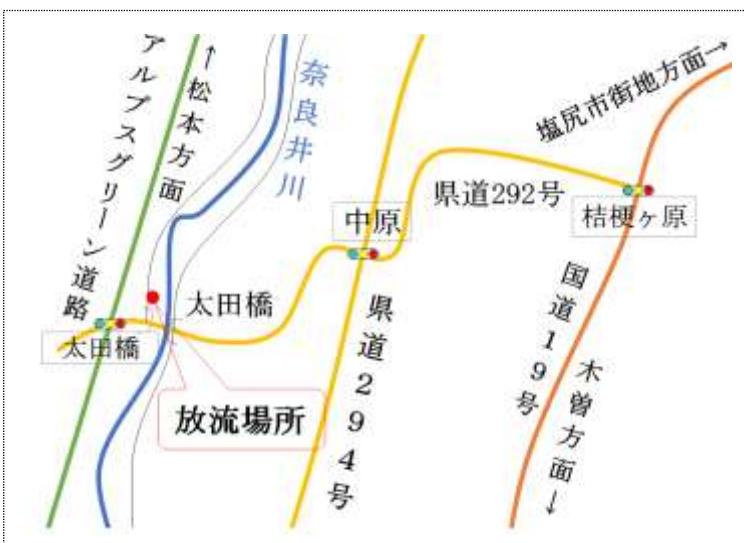 アルプスグリーン道路
↑松本方面
奈良井川
塩尻市街地方面→
県道292号
桔梗ヶ原
中原
太田橋
太田橋
放流場所
県道294号
国道19号
木曽方面↓